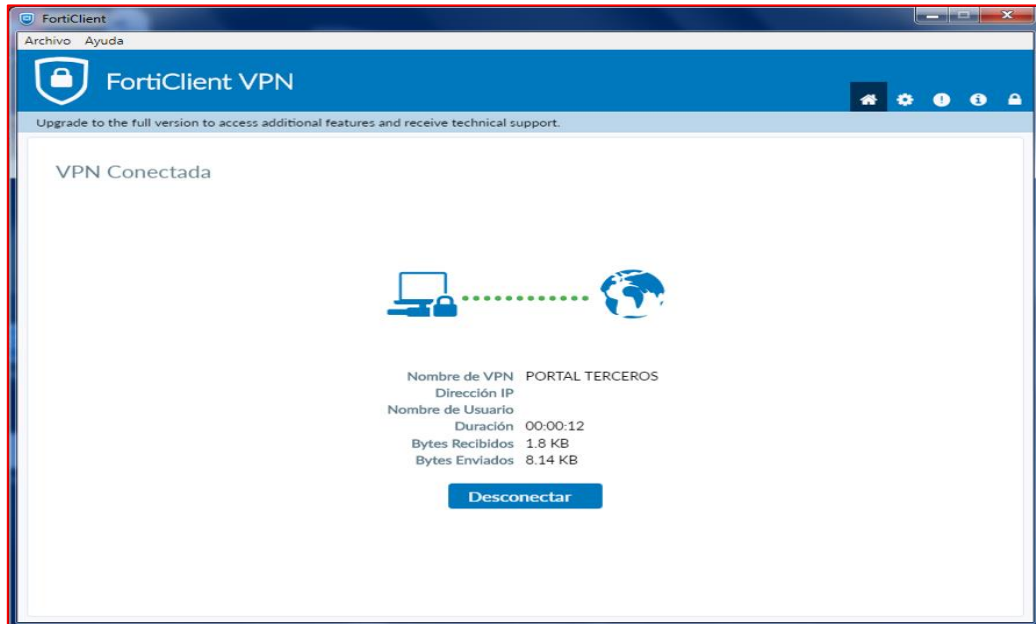 FortiClient
Archivo Ayuda
FortiClient VPN
Upgrade to the full version to access additional features and receive technical support.
VPN Conectada
Nombre de VPN PORTAL TERCEROS
Dirección IP
Nombre de Usuario
Duración 00:00:12
Bytes Recibidos 1.8 KB
Bytes Enviados 8.14 KB
Desconectar